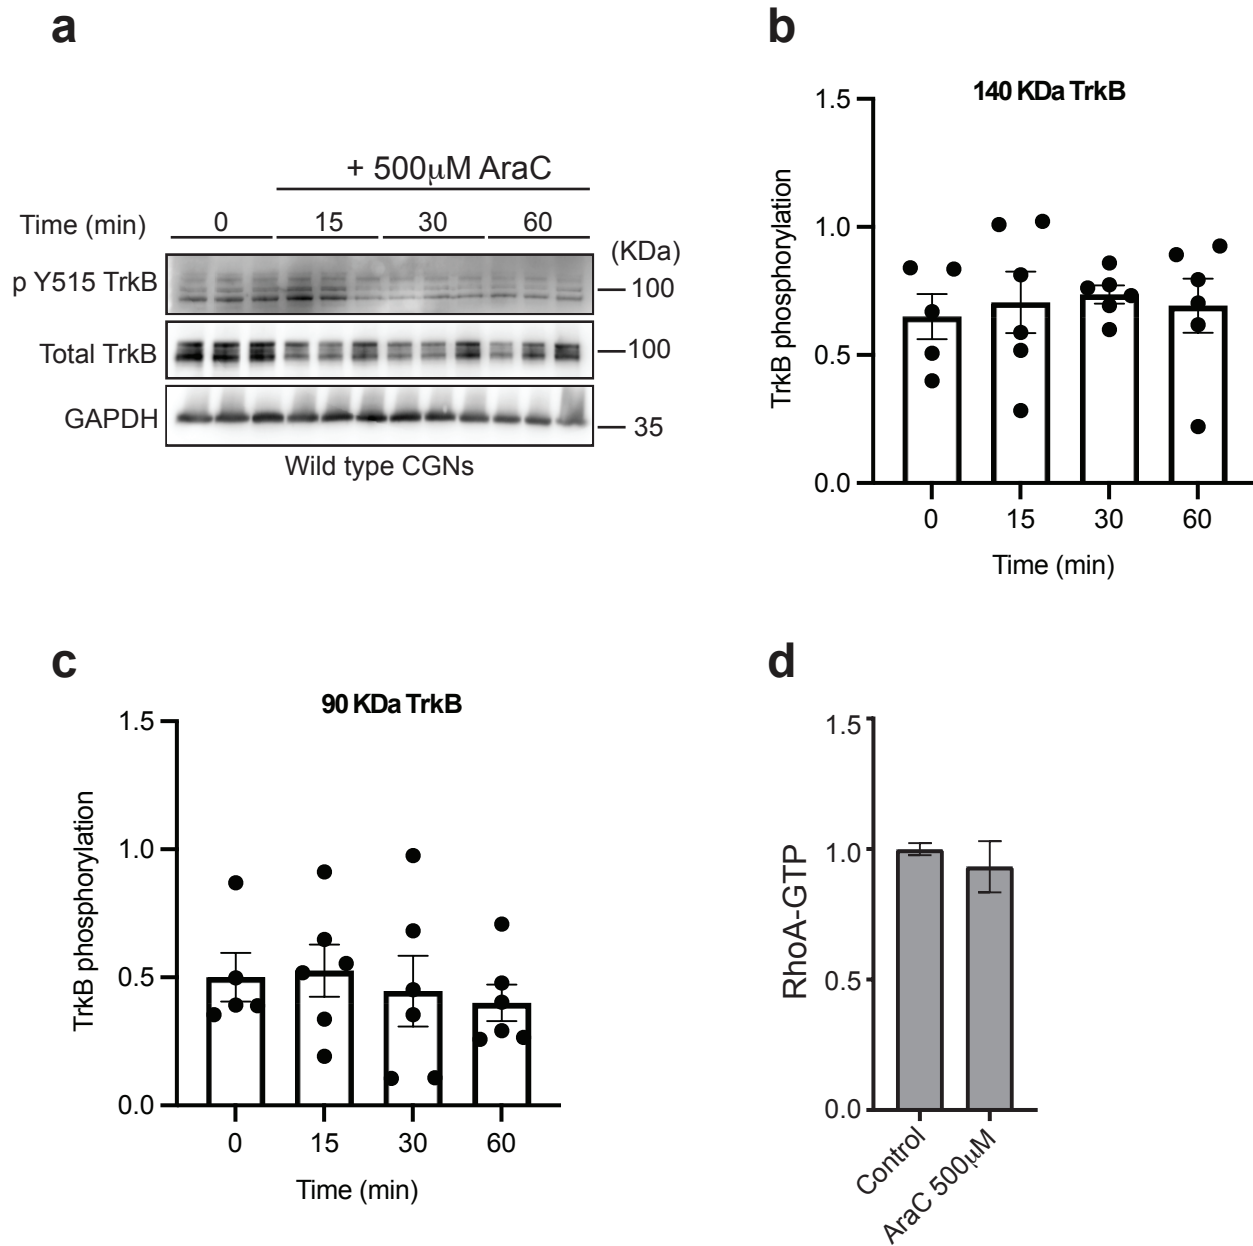 a
+ 500μM AraC
Time (min) 0 15 30 60
(KDa)
p Y515 TrkB 100
Total TrkB 100
GAPDH 35
Wild type CGNs
b
140 KDa TrkB
TrkB phosphorylation
1.5
1.0
0.5
0.0
0 15 30 60
Time (min)
c
90 KDa TrkB
TrkB phosphorylation
1.5
1.0
0.5
0.0
0 15 30 60
Time (min)
d
RhoA-GTP
1.5
1.0
0.5
0.0
Control
AraC 500μM